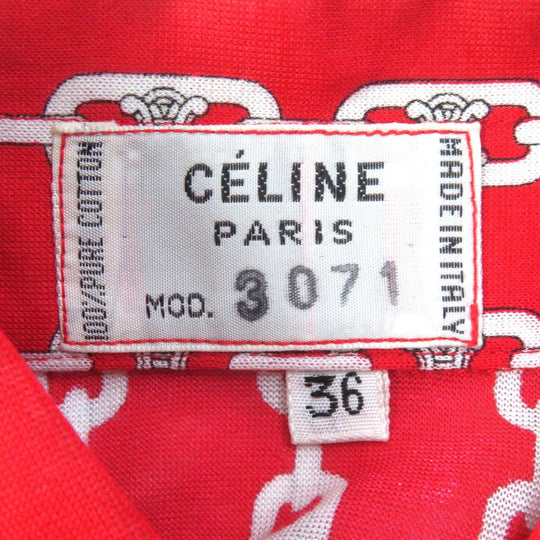 100%PURE COTTON
CÉLINE
PARIS
MOD. 3071
MADE IN ITALY
36